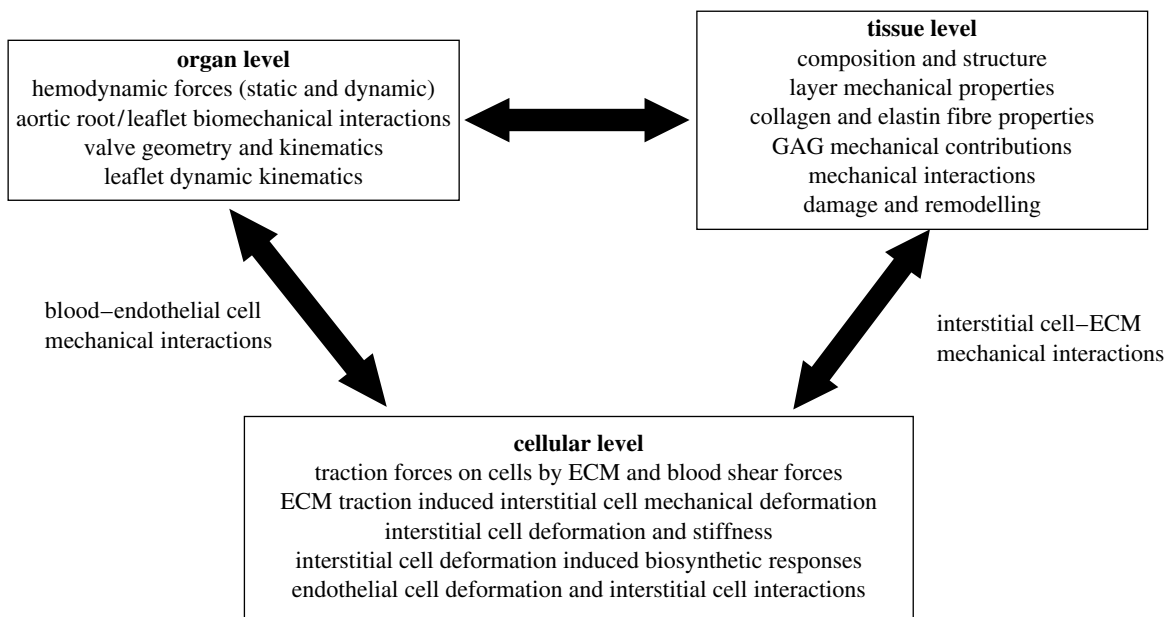 organ level
hemodynamic forces (static and dynamic)
aortic root/leaflet biomechanical interactions
valve geometry and kinematics
leaflet dynamic kinematics
tissue level
composition and structure
layer mechanical properties
collagen and elastin fibre properties
GAG mechanical contributions
mechanical interactions
damage and remodelling
blood–endothelial cell
mechanical interactions
interstitial cell–ECM
mechanical interactions
cellular level
traction forces on cells by ECM and blood shear forces
ECM traction induced interstitial cell mechanical deformation
interstitial cell deformation and stiffness
interstitial cell deformation induced biosynthetic responses
endothelial cell deformation and interstitial cell interactions